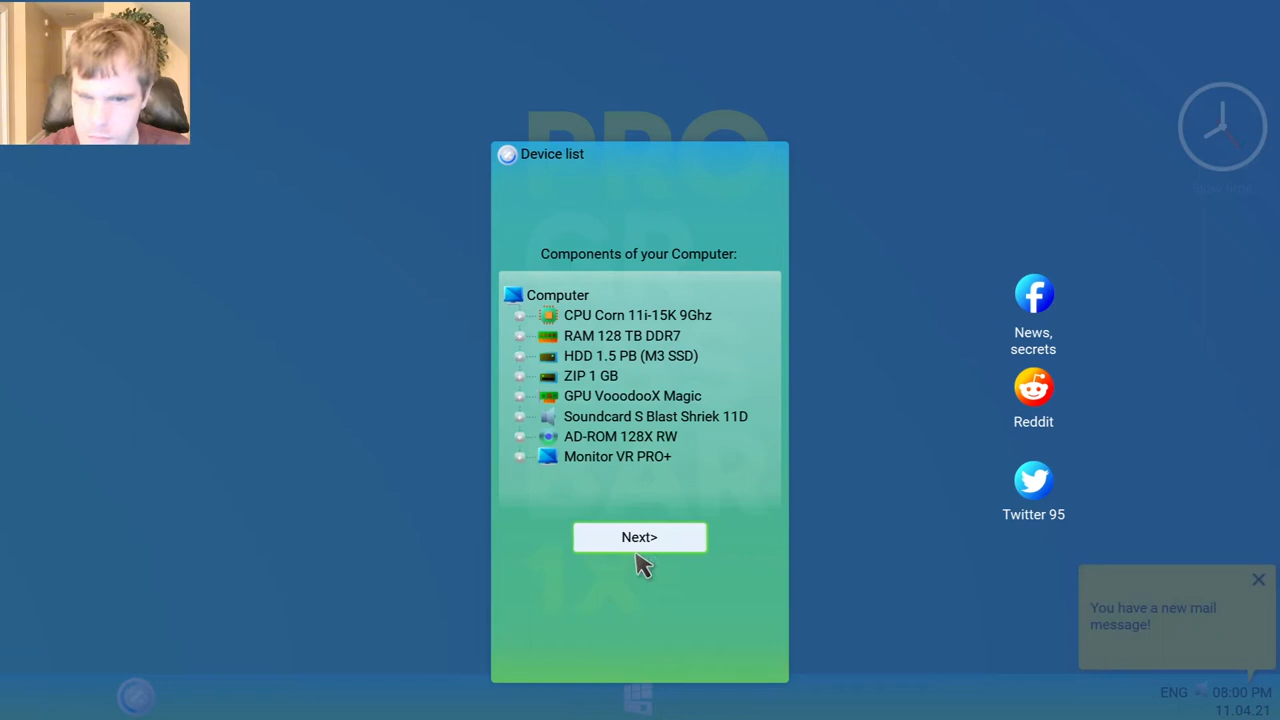 PRO
Device list
Components of your Computer:
Computer
CPU Corn 11i-15K 9Ghz
RAM 128 TB DDR7
HDD 1.5 PB (M3 SSD)
ZIP 1 GB
GPU VooodooX Magic
Soundcard S Blast Shriek 11D
AD-ROM 128X RW
Monitor VR PRO+
Next>
1X
News,
secrets
Reddit
Twitter 95
You have a new mail
message!
ENG 08:00 PM
11.04.21